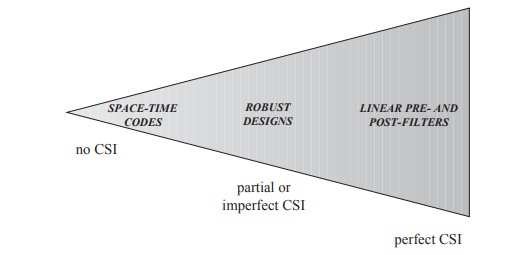 SPACE-TIME
CODES
ROBUST
DESIGNS
LINEAR PRE- AND
POST-FILTERS
no CSI
partial or
imperfect CSI
perfect CSI